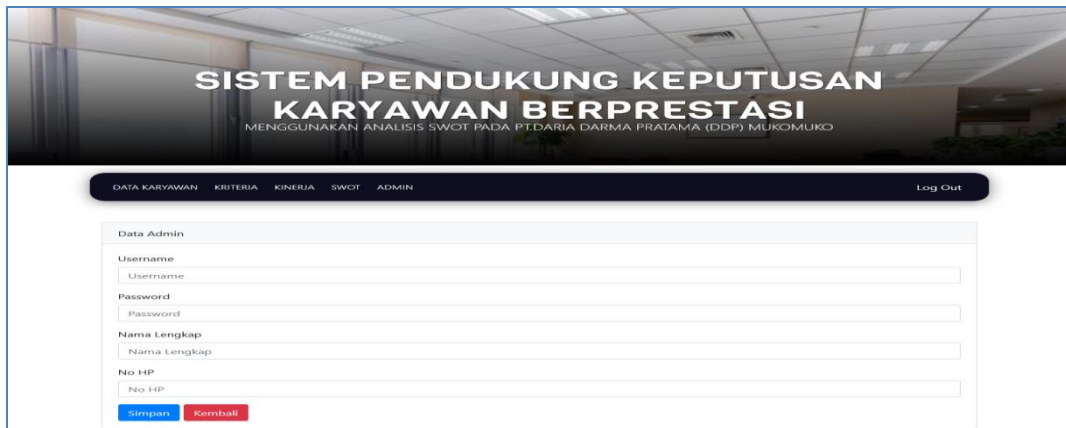 SISTEM PENDUKUNG KEPUTUSAN
KARYAWAN BERPRESTASI
MENGGUNAKAN ANALISIS SWOT PADA PT.DARIA DARMA PRATAMA (DDP) MUKOMUKO
DATA KARYAWAN KRITERIA KINERJA SWOT ADMIN Log Out
Data Admin
Username
Username
Password
Password
Nama Lengkap
Nama Lengkap
No HP
No HP
Simpan Kembali